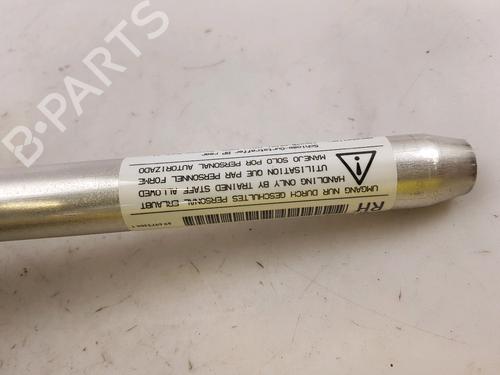 B-PARTS
RH
UMGANG NUR DURCH GESCHULTES PERSONAL ERLAUBT
HANDLING ONLY BY TRAINED STAFF ALLOWED
UTILISATION QUE PAR PERSONNEL FORME
MANEJO SOLO POR PERSONAL AUTORIZADO